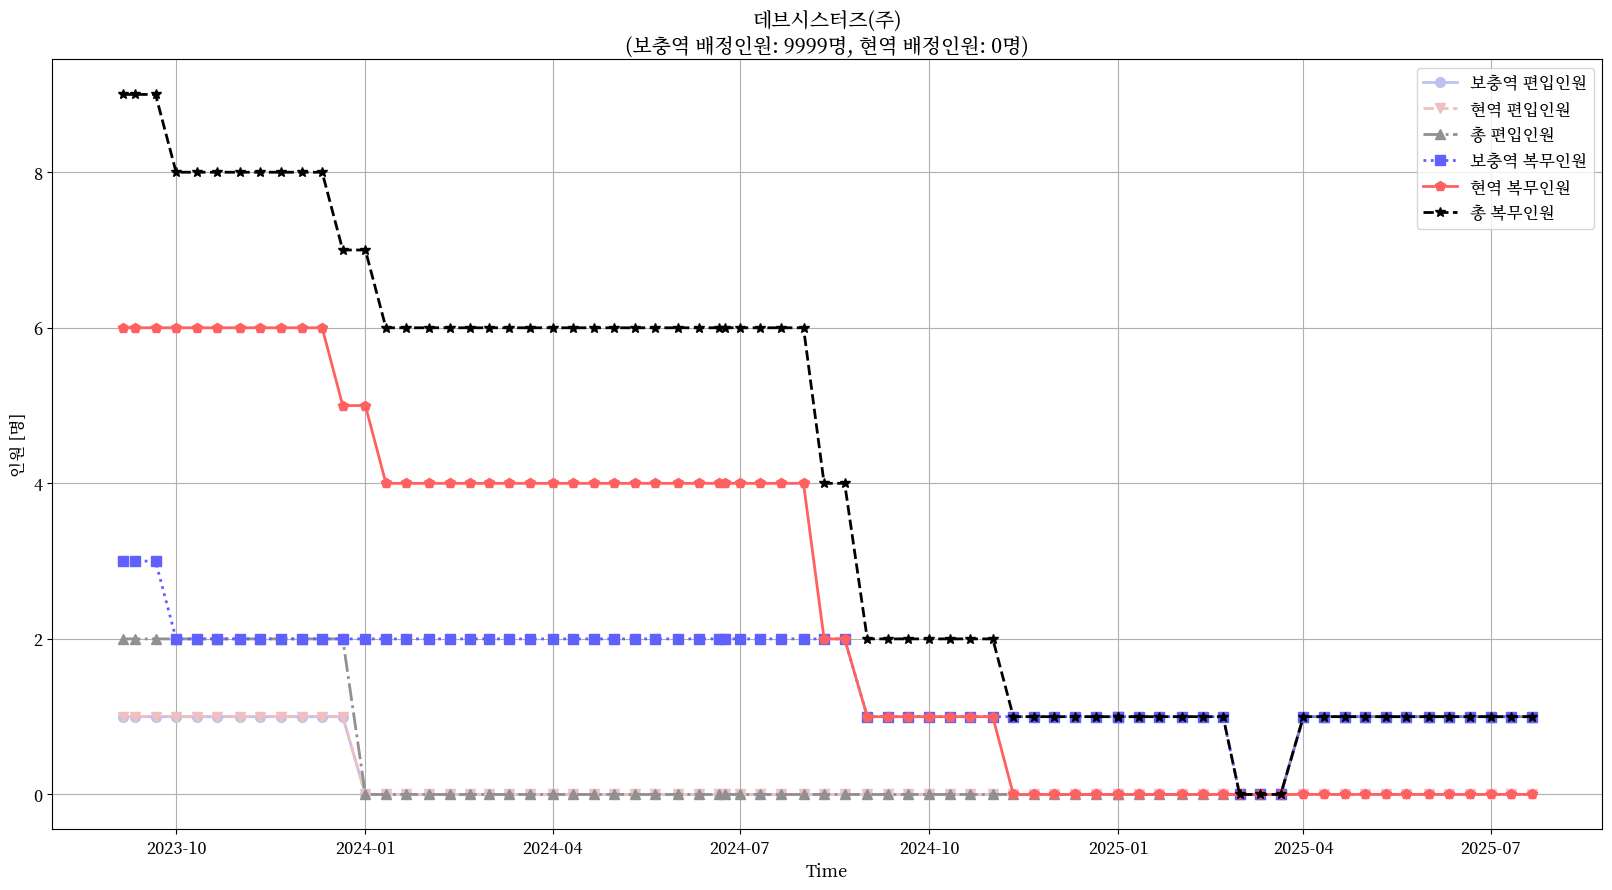 데브시스터즈(주)
(보충역 배정인원: 9999명, 현역 배정인원: 0명)
보충역 편입인원
현역 편입인원
총 편입인원
보충역 복무인원
현역 복무인원
총 복무인원
인원 [명]
8
6
4
2
0
2023-10
2024-01
2024-04
2024-07
2024-10
2025-01
2025-04
2025-07
Time